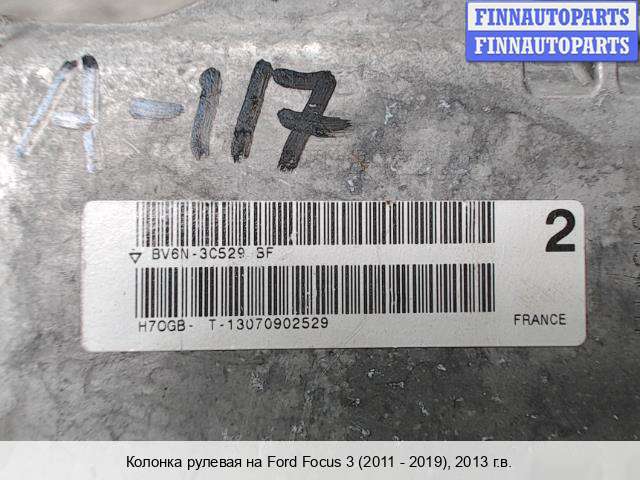 FINNAUTOPARTS
FINNAUTOPARTS
A-117
2
BV6N-3C529 BF
H7OGB- T-13070902529
FRANCE
Колонка рулевая на Ford Focus 3 (2011 - 2019), 2013 г.в.